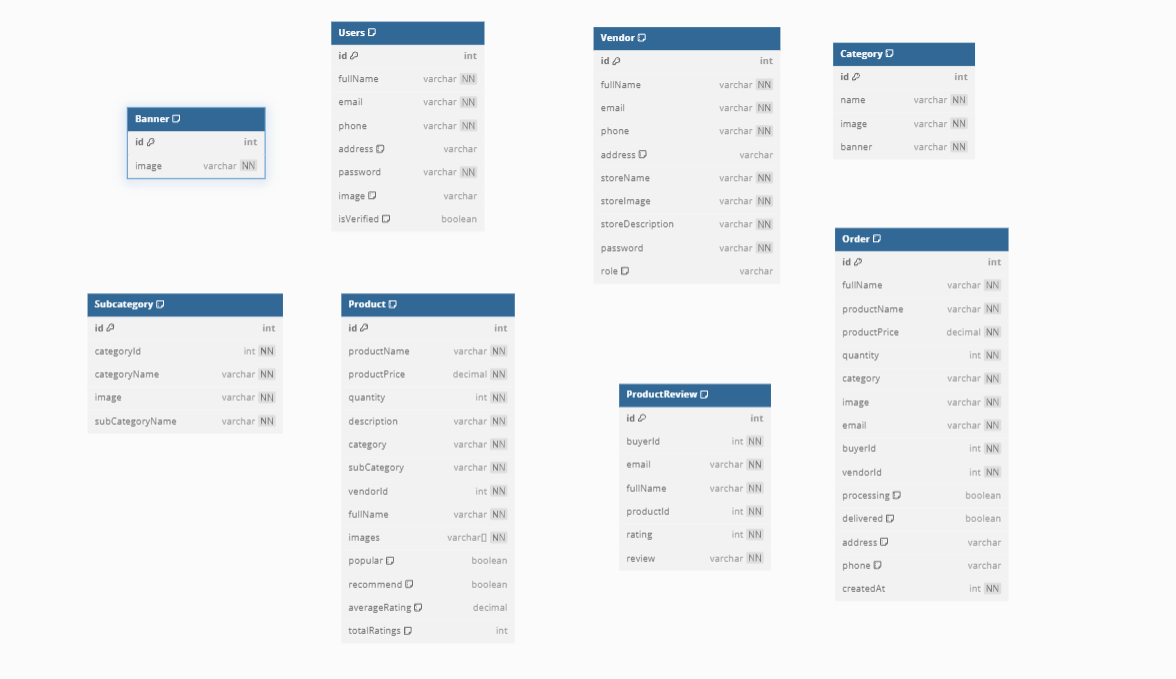 Banner
id int
image varchar NN
Users
id int
fullName varchar NN
email varchar NN
phone varchar NN
address varchar
password varchar NN
image varchar
isVerified boolean
Vendor
id int
fullName varchar NN
email varchar NN
phone varchar NN
address varchar
storeName varchar NN
storeImage varchar NN
storeDescription varchar NN
password varchar NN
role varchar
Category
id int
name varchar NN
image varchar NN
banner varchar NN
Subcategory
id int
categoryId int NN
categoryName varchar NN
image varchar NN
subCategoryName varchar NN
Product
id int
productName varchar NN
productPrice decimal NN
quantity int NN
description varchar NN
category varchar NN
subCategory varchar NN
vendorId int NN
fullName varchar NN
images varchar[] NN
popular boolean
recommend boolean
averageRating decimal
totalRatings int
ProductReview
id int
buyerId int NN
email varchar NN
fullName varchar NN
productId int NN
rating int NN
review varchar NN
Order
id int
fullName varchar NN
productName varchar NN
productPrice decimal NN
quantity int NN
category varchar NN
image varchar NN
email varchar NN
buyerId int NN
vendorId int NN
processing boolean
delivered boolean
address varchar
phone varchar
createdAt int NN